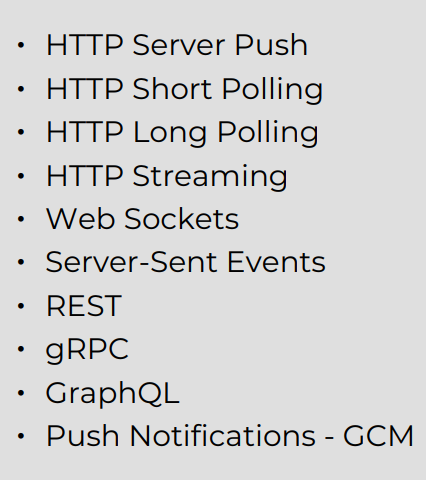 • HTTP Server Push
• HTTP Short Polling
• HTTP Long Polling
• HTTP Streaming
• Web Sockets
• Server-Sent Events
• REST
• gRPC
• GraphQL
• Push Notifications - GCM